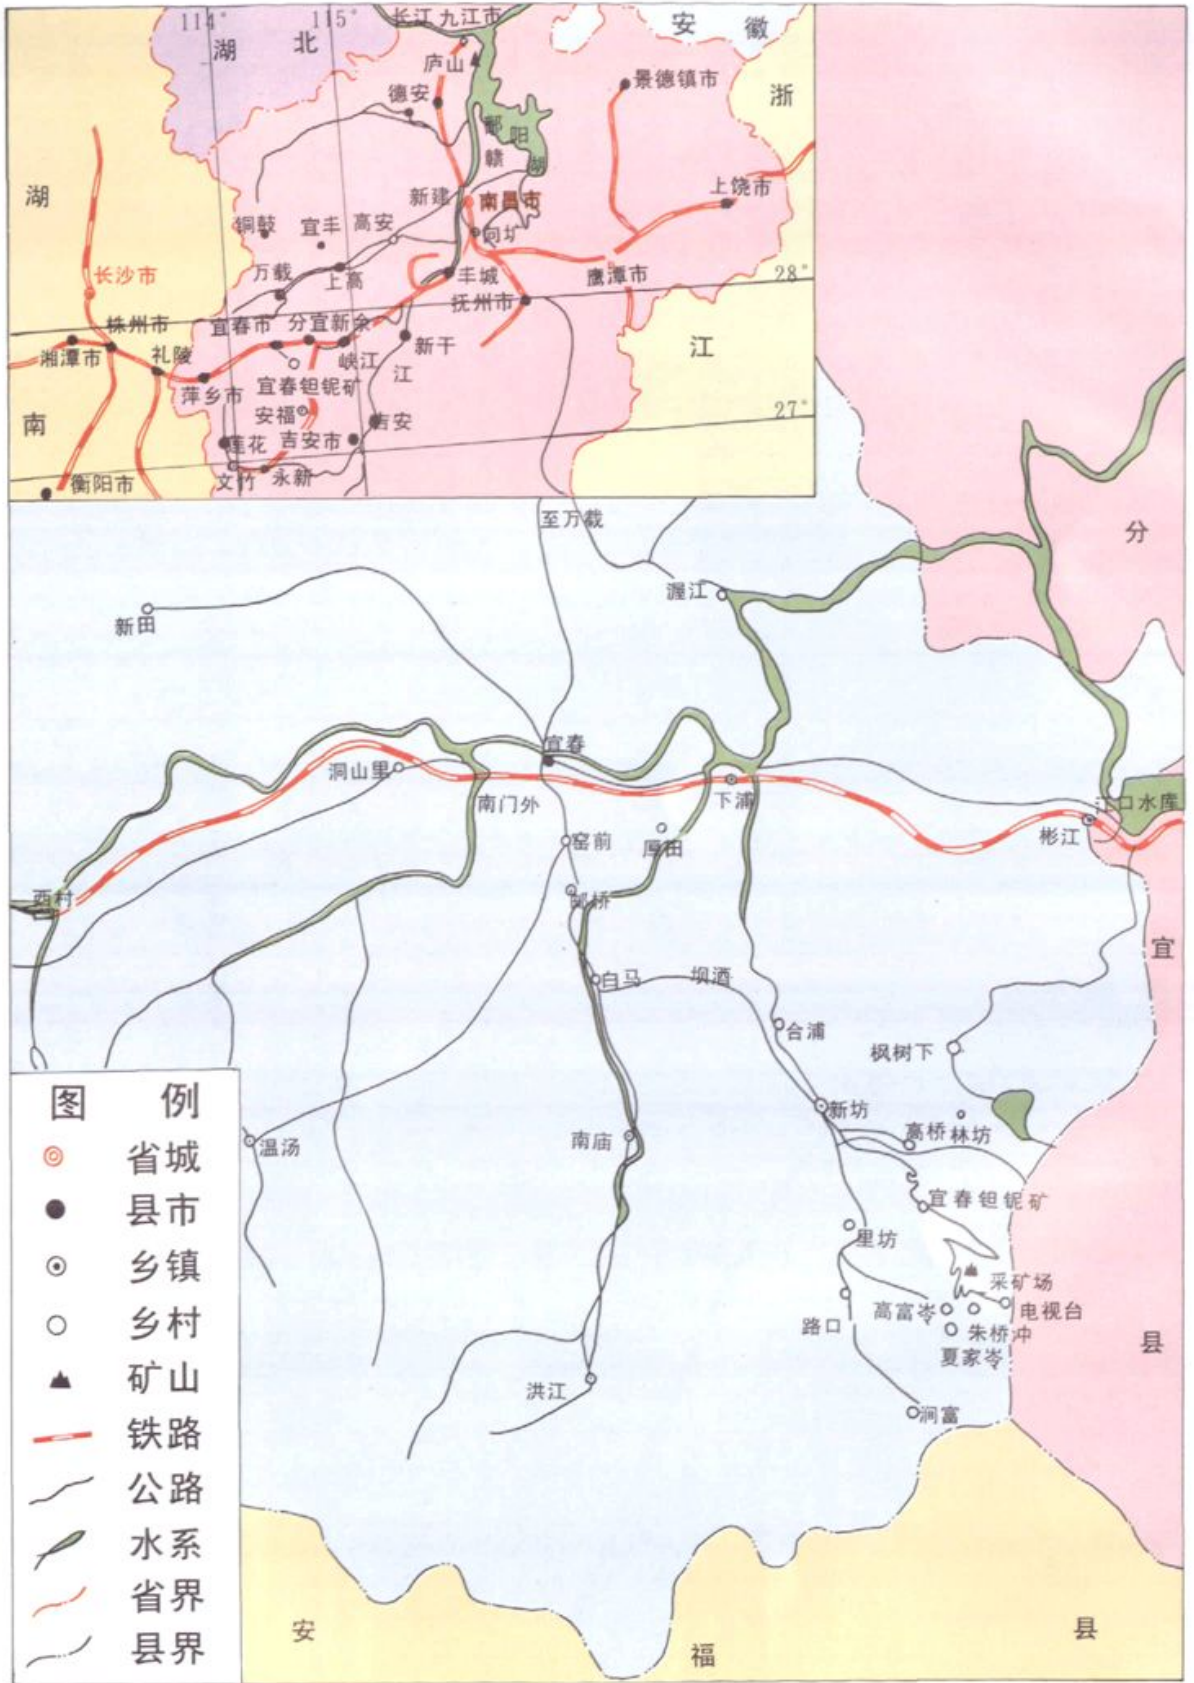 114°
115°
长江
九江市
安
徽
湖
北
庐山
景德镇市
浙
德安
鄱
阳
湖
赣
湖
新建
南昌市
上饶市
铜鼓
宜丰
高安
向圹
长沙市
万载
上高
丰城
鹰潭市
28°
抚州市
株州市
宜春市
分宜
新余
江
湘潭市
礼陵
峡江
新干
萍乡市
宜春钽铌矿
江
南
安福
27°
莲花
吉安市
吉安
衡阳市
文竹
永新
至万载
分
渥江
新田
宜春
洞山里
南门外
下浦
江口水库
彬江
窑前
厚田
西村
邮桥
宜
白马
坝酒
合浦
枫树下
图 例
新坊
高桥
林坊
省城
温汤
南庙
县市
宜春钽铌矿
里坊
乡镇
采矿场
高富岺
电视台
乡村
路口
朱桥冲
县
夏家岺
矿山
洪江
涧富
铁路
公路
水系
省界
安
县
县界
福